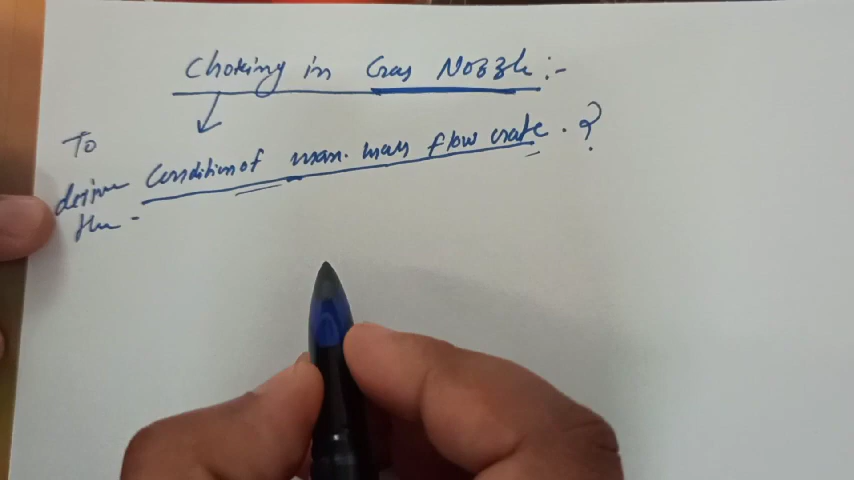 Choking in Gas Nozzle :-
To
derive Condition of max. mass flow rate . ?
the -